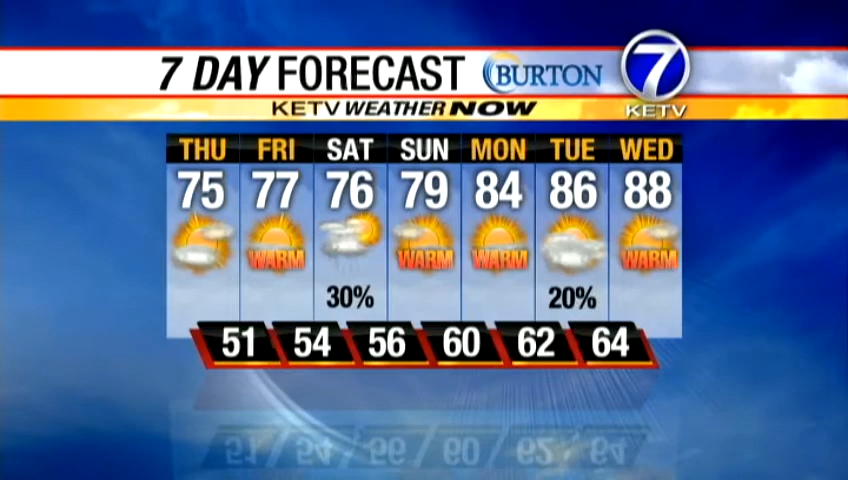 7 DAY FORECAST BURTON 7
KETV WEATHER NOW KETV
THU FRI SAT SUN MON TUE WED
75 77 76 79 84 86 88
WARM WARM WARM WARM
30% 20%
51 54 56 60 62 64